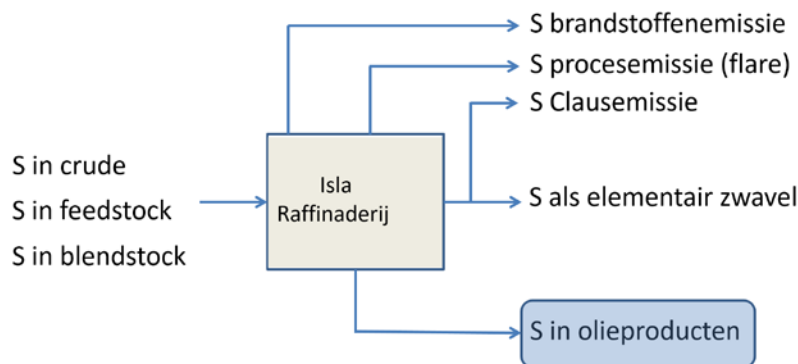 S brandstoffenemissie
S procesemissie (flare)
S Clausemissie
S in crude
S in feedstock
S in blendstock
Isla
Raffinaderij
S als elementair zwavel
S in olieproducten